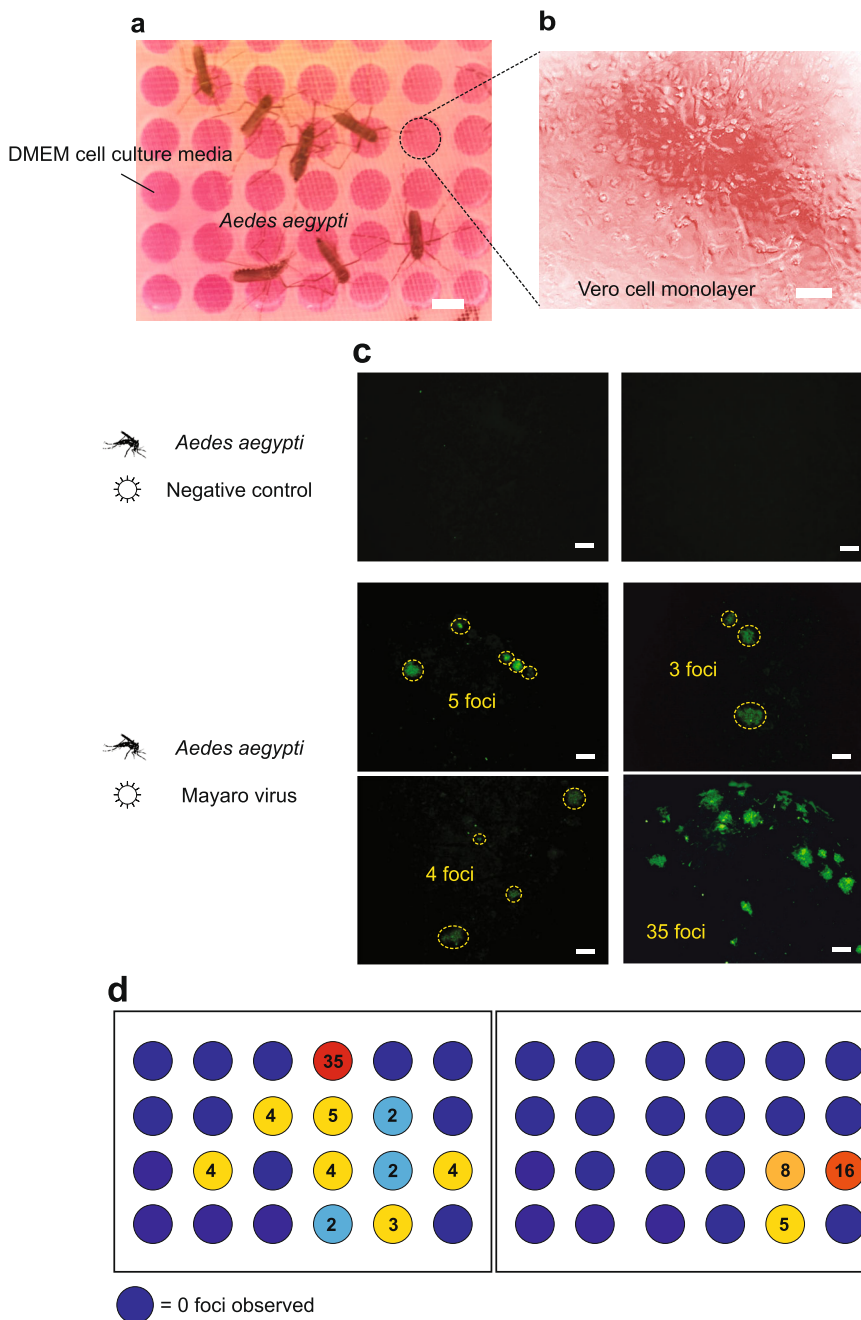 a
b
DMEM cell culture media
Aedes aegypti
Vero cell monolayer
c
Aedes aegypti
Negative control
5 foci
3 foci
Aedes aegypti
Mayaro virus
4 foci
35 foci
d
35
4 5 2
4 4 2 4 8 16
2 3 5
= 0 foci observed